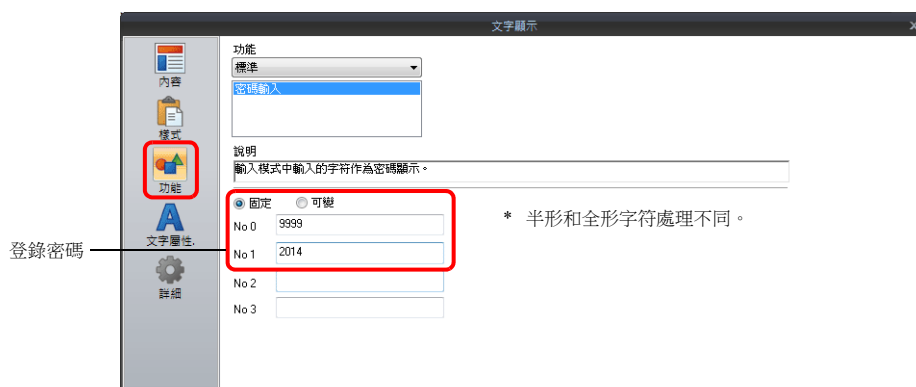 文字顯示
內容
樣式
功能
文字屬性.
詳細
功能
標準
密碼輸入
說明
輸入模式中輸入的字符作為密碼顯示。
固定 可變
No 0 9999
No 1 2014
No 2
No 3
* 半形和全形字符處理不同。
登錄密碼